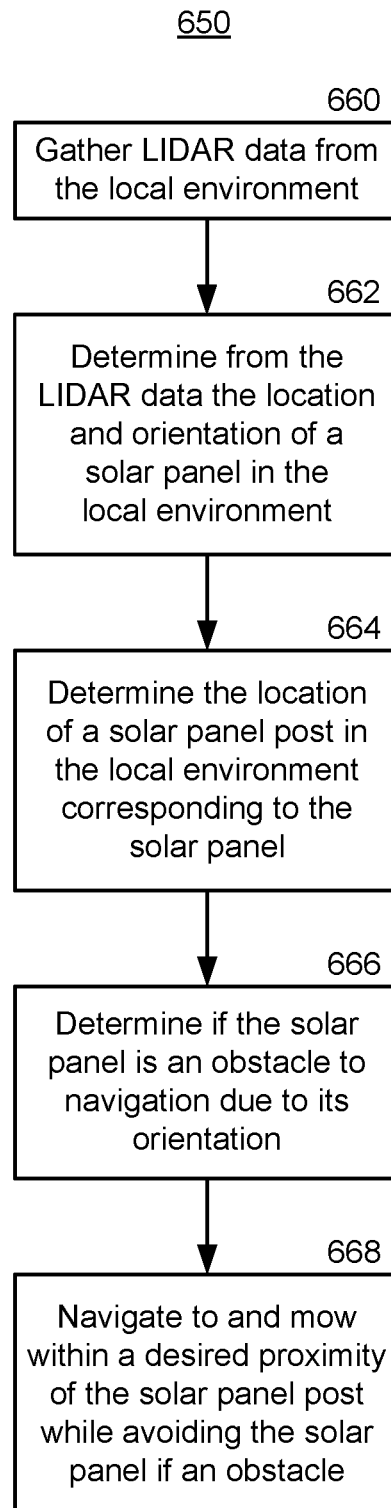 650
660
Gather LIDAR data from
the local environment
662
Determine from the
LIDAR data the location
and orientation of a
solar panel in the
local environment
664
Determine the location
of a solar panel post in
the local environment
corresponding to the
solar panel
666
Determine if the solar
panel is an obstacle to
navigation due to its
orientation
668
Navigate to and mow
within a desired proximity
of the solar panel post
while avoiding the solar
panel if an obstacle